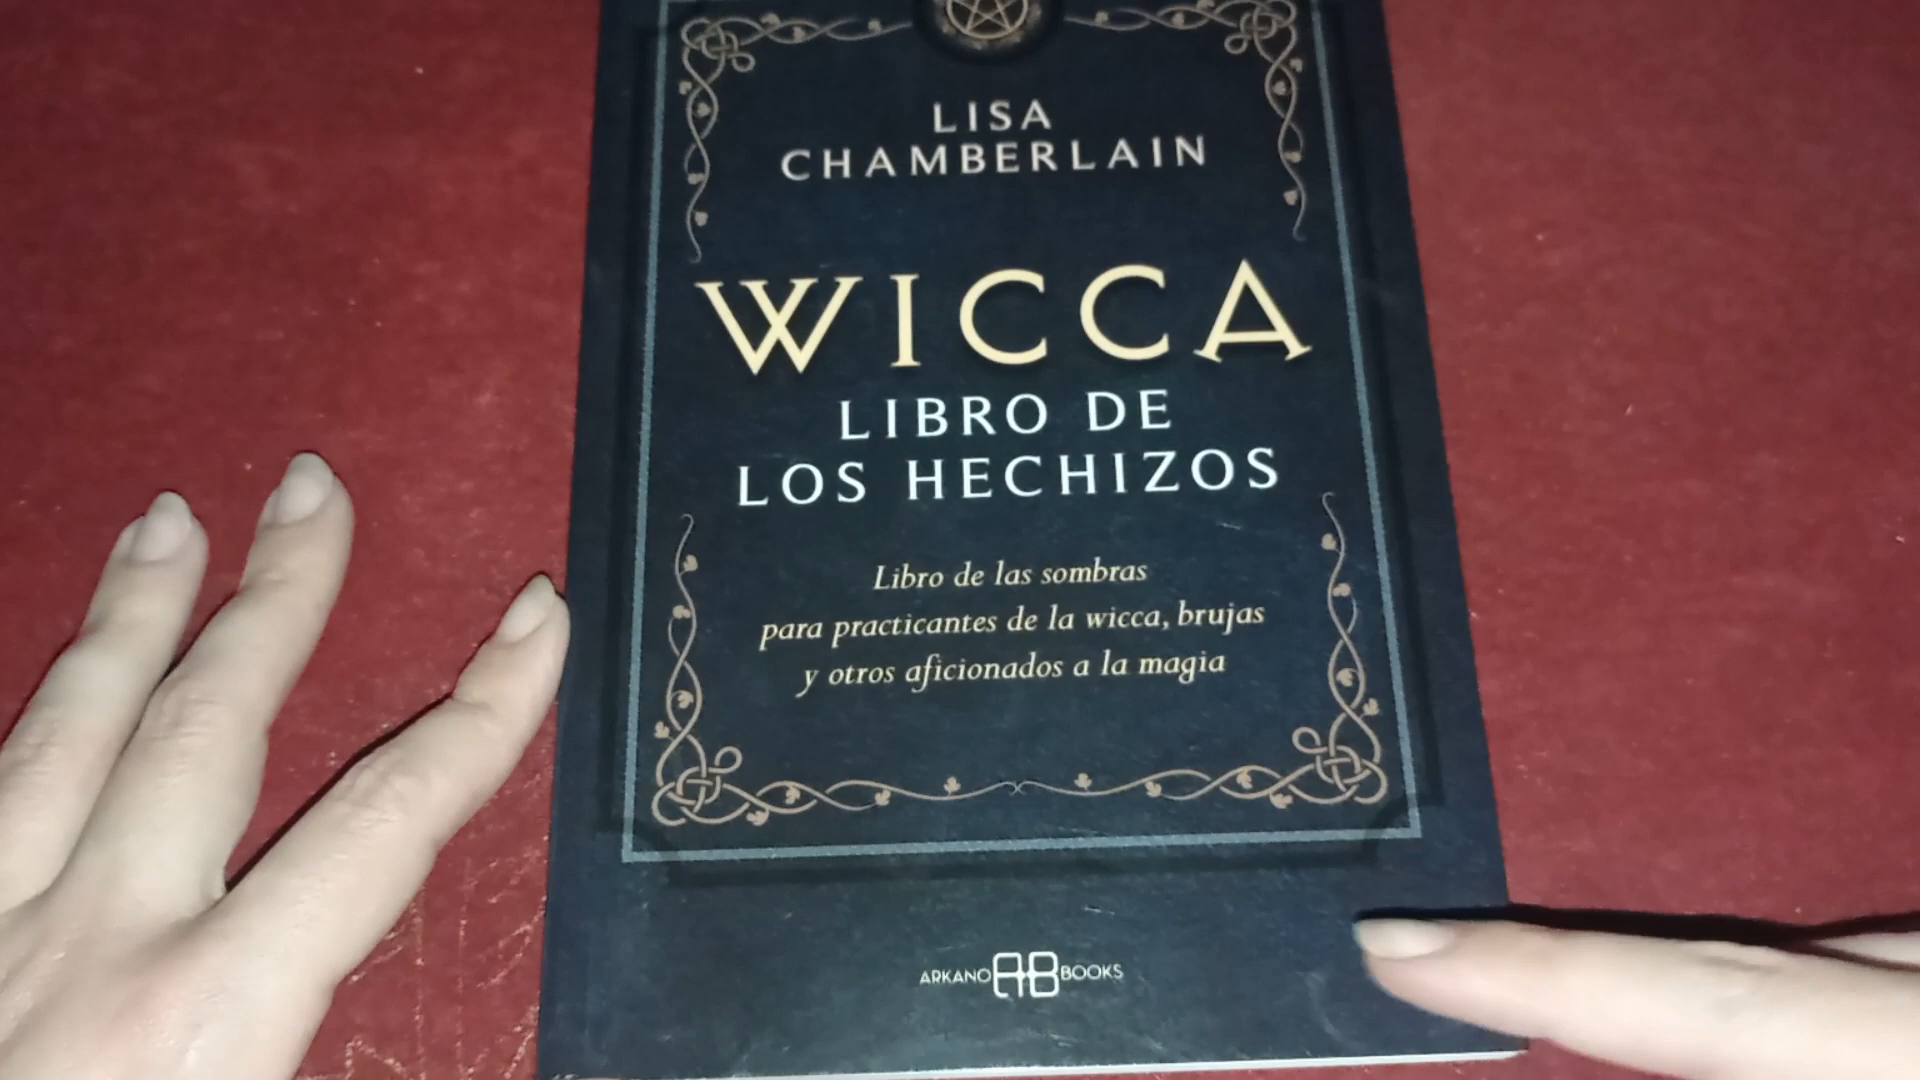 LISA
CHAMBERLAIN
WICCA
LIBRO DE
LOS HECHIZOS
Libro de las sombras
para practicantes de la wicca, brujas
y otros aficionados a la magia
ARKANO AB BOOKS